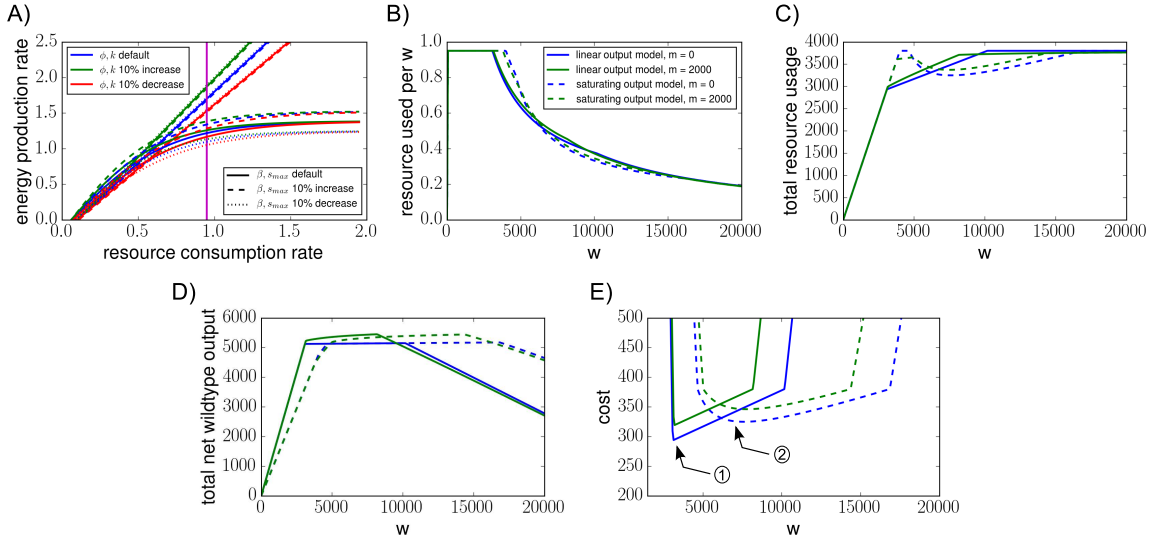 A)
2.5
2.0
1.5
1.0
0.5
0.0
energy production rate
ϕ, k default
ϕ, k 10% increase
ϕ, k 10% decrease
β, s_max default
β, s_max 10% increase
β, s_max 10% decrease
0.0 0.5 1.0 1.5 2.0
resource consumption rate
B)
1.0
0.8
0.6
0.4
0.2
0.0
resource used per w
linear output model, m = 0
linear output model, m = 2000
saturating output model, m = 0
saturating output model, m = 2000
0 5000 10000 15000 20000
w
C)
4000
3500
3000
2500
2000
1500
1000
500
0
total resource usage
0 5000 10000 15000 20000
w
D)
6000
5000
4000
3000
2000
1000
0
total net wildtype output
0 5000 10000 15000 20000
w
E)
500
450
400
350
300
250
200
cost
①
②
5000 10000 15000 20000
w